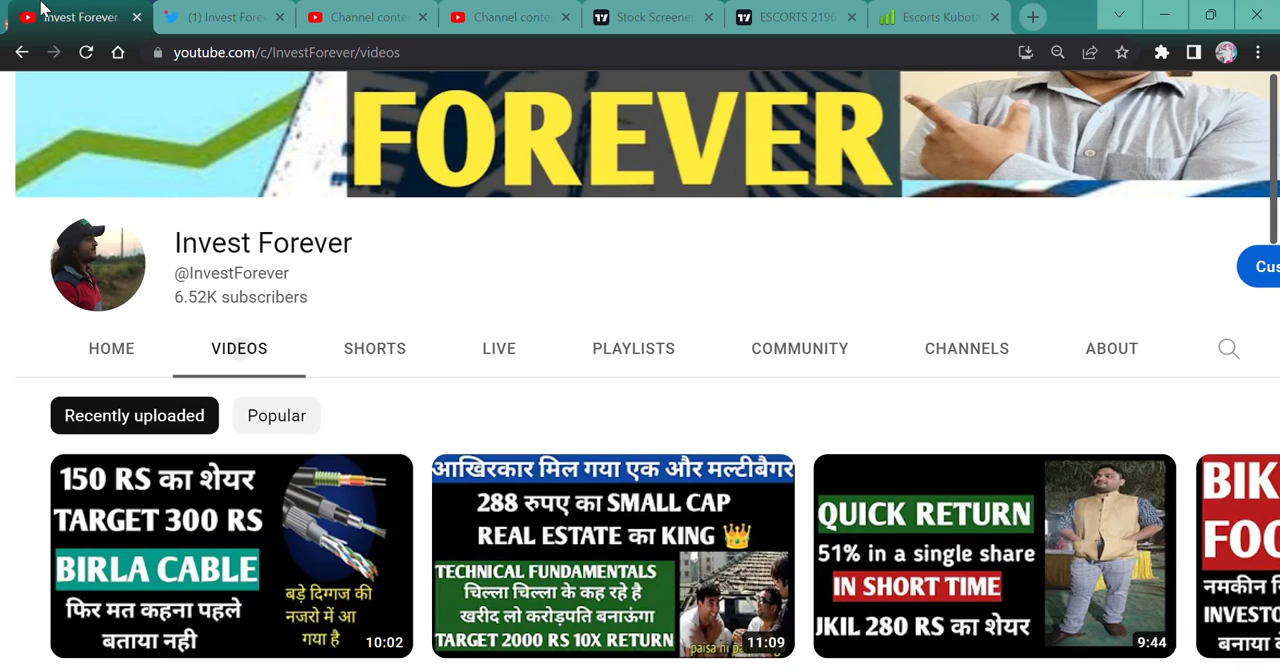 Invest Forever
(1) Invest Fore
Channel conte
Channel conte
Stock Screene
ESCORTS 2196
Escorts Kubota
youtube.com/c/InvestForever/videos
FOREVER
Invest Forever
@InvestForever
6.52K subscribers
Cus
HOME VIDEOS SHORTS LIVE PLAYLISTS COMMUNITY CHANNELS ABOUT
Recently uploaded Popular
150 RS का शेयर
TARGET 300 RS
BIRLA CABLE
फिर मत कहना पहले
बताया नही
बड़े दिग्गज की
नजरो में आ
गया है
10:02
आखिरकार मिल गया एक और मल्टीबैगर
288 रुपए का SMALL CAP
REAL ESTATE का KING
TECHNICAL FUNDAMENTALS
चिल्ला चिल्ला के कह रहे है
खरीद लो करोड़पति बनाऊंगा
TARGET 2000 RS 10X RETURN
11:09
QUICK RETURN
51% in a single share
IN SHORT TIME
JKIL 280 RS का शेयर
9:44
BIK
FOO
नमकीन
INVESTO
बनाया